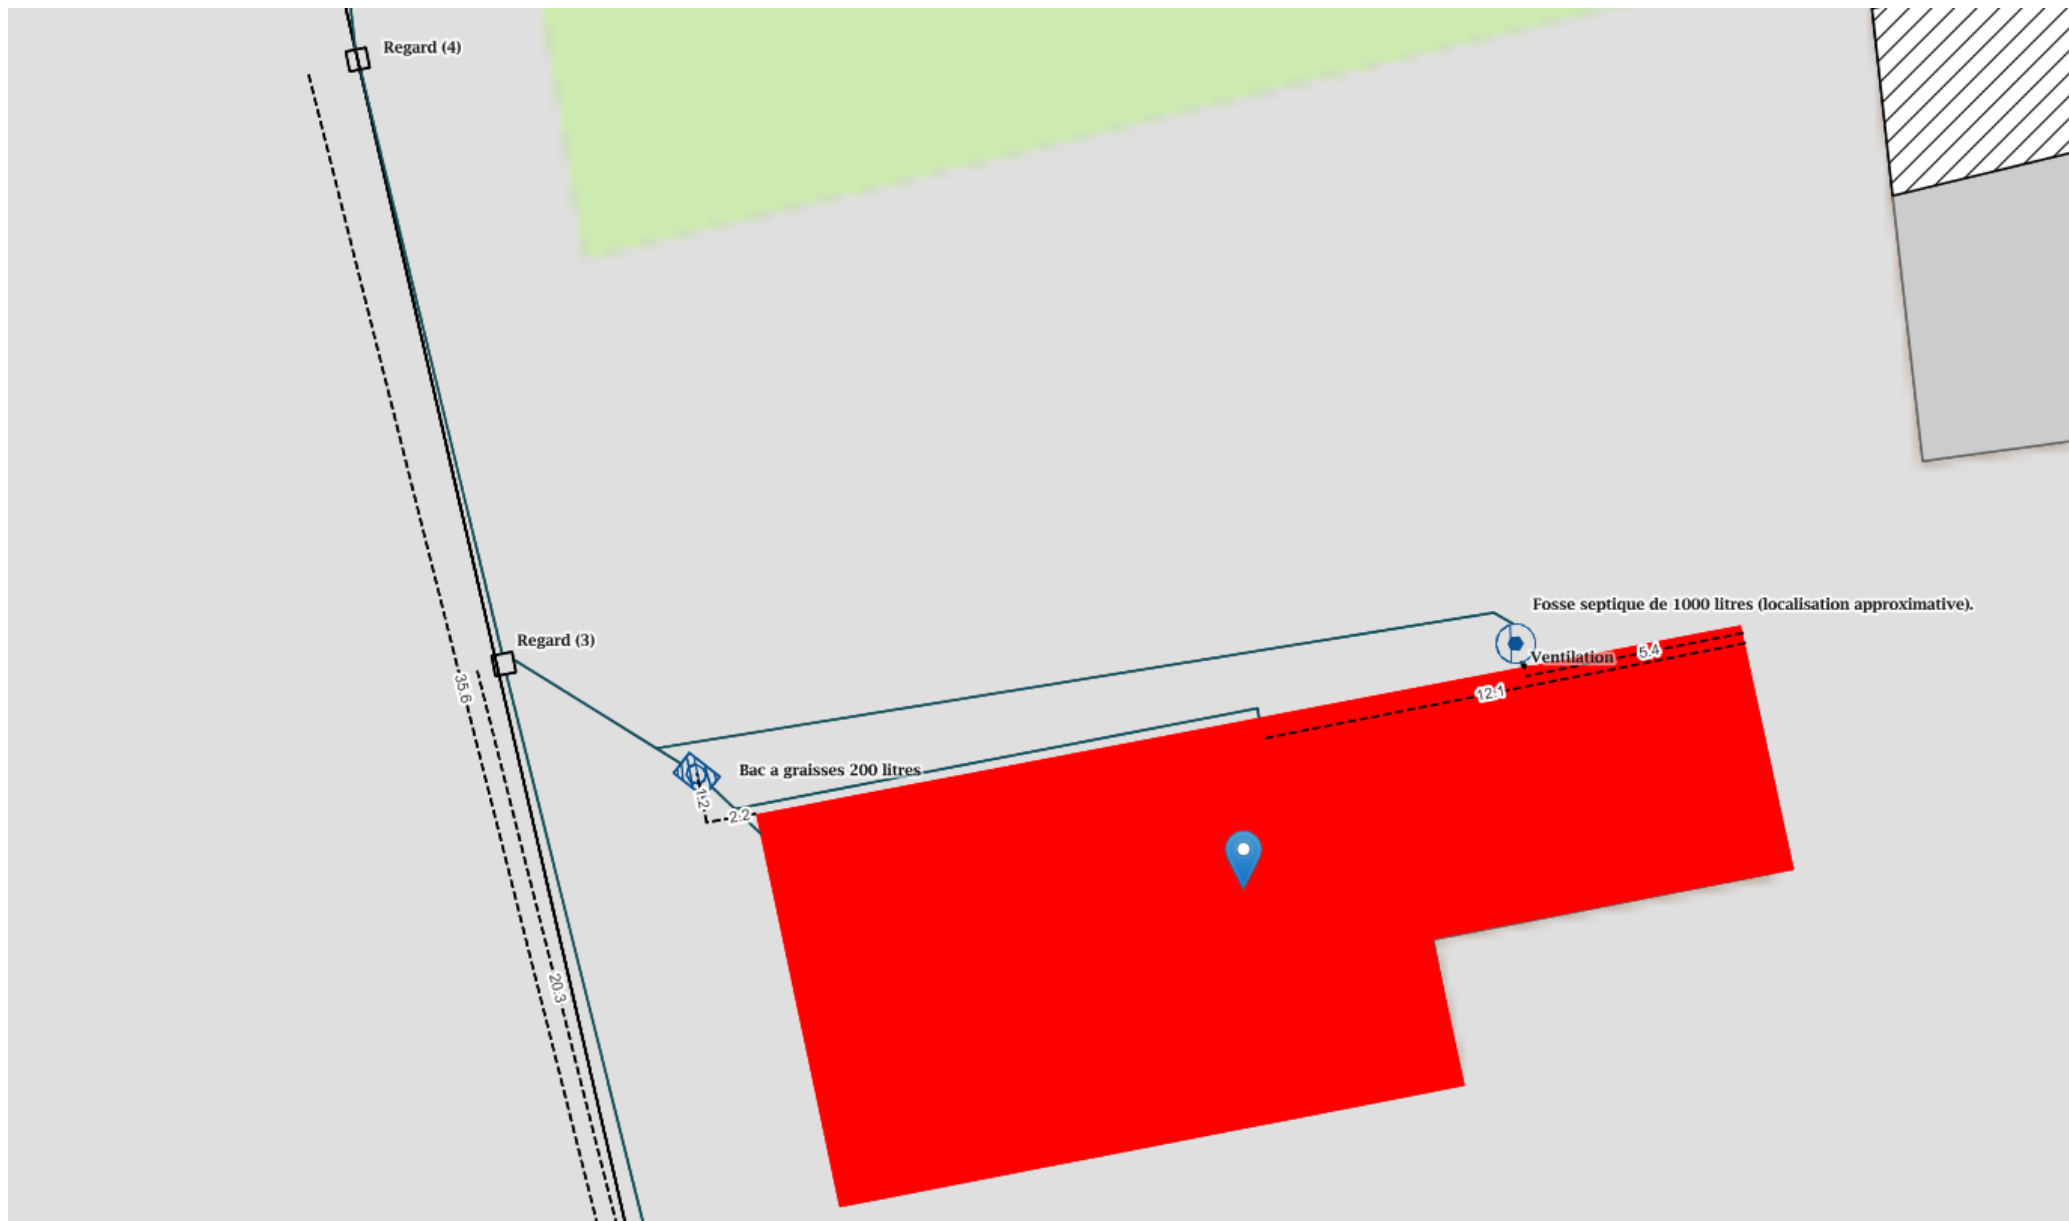 Regard (4)
Fosse septique de 1000 litres (localisation approximative).
Regard (3)
Ventilation
5.4
35.6
12.1
Bac a graisses 200 litres
1.2
2.2
20.3